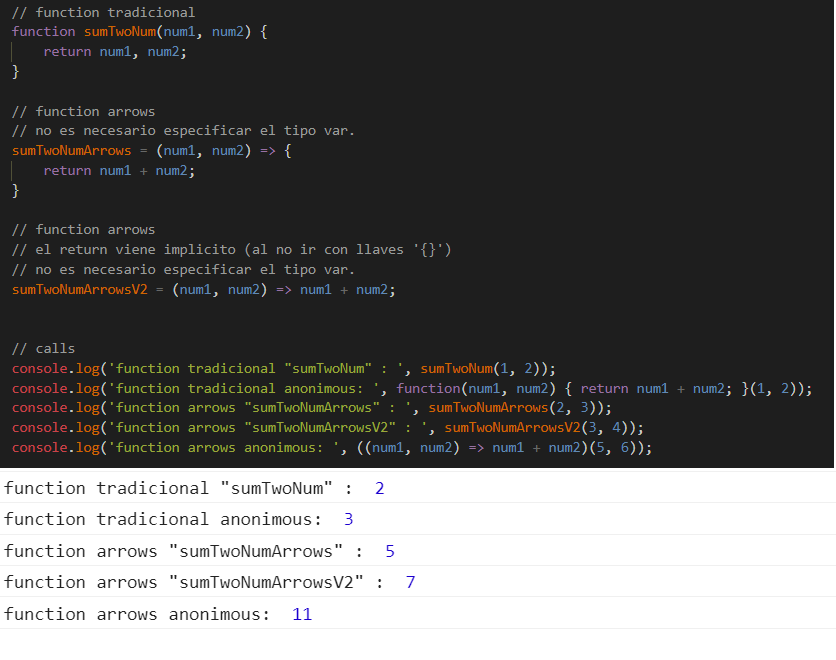 // function tradicional
function sumTwoNum(num1, num2) {
    return num1, num2;
}
// function arrows
// no es necesario especificar el tipo var.
sumTwoNumArrows = (num1, num2) => {
    return num1 + num2;
}
// function arrows
// el return viene implicito (al no ir con llaves '{}')
// no es necesario especificar el tipo var.
sumTwoNumArrowsV2 = (num1, num2) => num1 + num2;
// calls
console.log('function tradicional "sumTwoNum" : ', sumTwoNum(1, 2));
console.log('function tradicional anonimous: ', function(num1, num2) { return num1 + num2; }(1, 2));
console.log('function arrows "sumTwoNumArrows" : ', sumTwoNumArrows(2, 3));
console.log('function arrows "sumTwoNumArrowsV2" : ', sumTwoNumArrowsV2(3, 4));
console.log('function arrows anonimous: ', ((num1, num2) => num1 + num2)(5, 6));
function tradicional "sumTwoNum" :  2
function tradicional anonimous:  3
function arrows "sumTwoNumArrows" :  5
function arrows "sumTwoNumArrowsV2" :  7
function arrows anonimous:  11